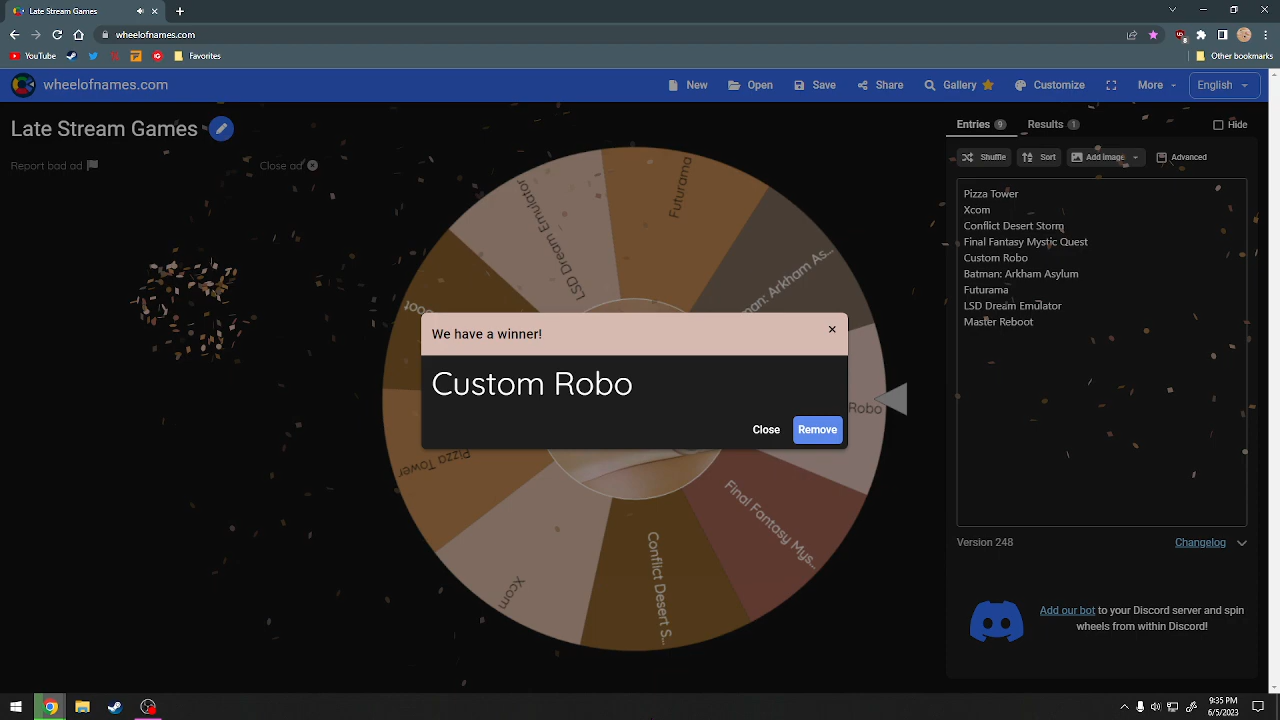 Late Stream Games
wheelofnames.com
YouTube
Favorites
Other bookmarks
wheelofnames.com
New
Open
Save
Share
Gallery
Customize
More
English
Late Stream Games
Report bad ad
Close ad
Entries 9
Results 1
Hide
Shuffle
Sort
Add image
Advanced
Pizza Tower
Xcom
Conflict Desert Storm
Final Fantasy Mystic Quest
Custom Robo
Batman: Arkham Asylum
Futurama
LSD Dream Emulator
Master Reboot
Futurama
LSD Dream Emulator
man: Arkham As...
oot
Robo
Pizza Tower
Final Fantasy Mys...
Xcom
Conflict Desert S...
We have a winner!
Custom Robo
Close
Remove
Version 248
Changelog
Add our bot to your Discord server and spin
wheels from within Discord!
9:35 PM
6/5/2023